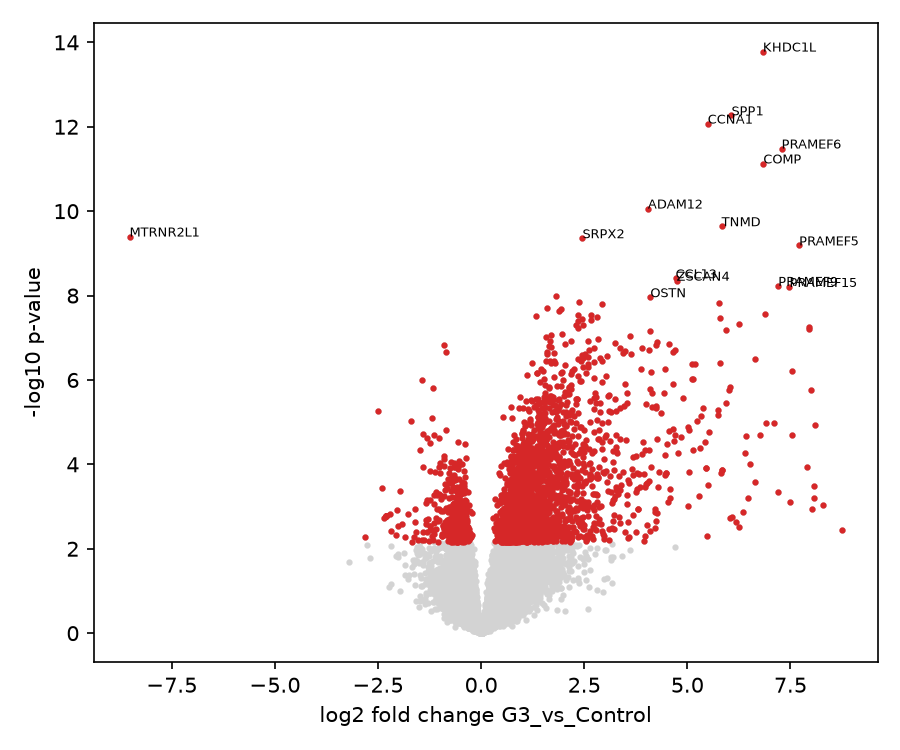 14
12
10
8
6
4
2
0
-log10 p-value
KHDC1L
SPP1
CCNA1
PRAMEF6
COMP
ADAM12
TNMD
MTRNR2L1
SRPX2
PRAMEF5
CCL13
ZSCAN4
PRAMEF15
OSTN
−7.5 −5.0 −2.5 0.0 2.5 5.0 7.5
log2 fold change G3_vs_Control